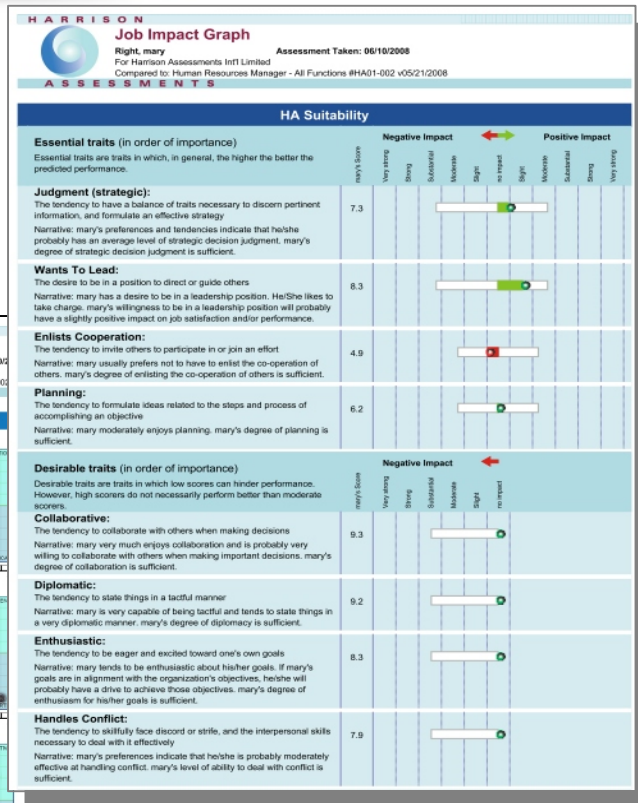 HARRISON
Job Impact Graph
Right, mary Assessment Taken: 06/10/2008
For Harrison Assessments Int'l Limited
Compared to: Human Resources Manager - All Functions #HA01-002 v05/21/2008
ASSESSMENTS
HA Suitability
Essential traits (in order of importance)
Essential traits are traits in which, in general, the higher the better the
predicted performance.
mary's Score
Negative Impact Positive Impact
Very strong Strong Substantial Moderate Slight no impact Slight Moderate Substantial Strong Very strong
Judgment (strategic):
The tendency to have a balance of traits necessary to discern pertinent
information, and formulate an effective strategy
7.3
Narrative: mary's preferences and tendencies indicate that he/she
probably has an average level of strategic decision judgment. mary's
degree of strategic decision judgment is sufficient.
Wants To Lead:
The desire to be in a position to direct or guide others
8.3
Narrative: mary has a desire to be in a leadership position. He/She likes to
take charge. mary's willingness to be in a leadership position will probably
have a slightly positive impact on job satisfaction and/or performance.
Enlists Cooperation:
The tendency to invite others to participate in or join an effort
4.9
Narrative: mary usually prefers not to have to enlist the co-operation of
others. mary's degree of enlisting the co-operation of others is sufficient.
Planning:
The tendency to formulate ideas related to the steps and process of
accomplishing an objective
6.2
Narrative: mary moderately enjoys planning. mary's degree of planning is
sufficient.
Desirable traits (in order of importance)
Desirable traits are traits in which low scores can hinder performance.
However, high scorers do not necessarily perform better than moderate
scorers.
mary's Score
Negative Impact
Very strong Strong Substantial Moderate Slight no impact
Collaborative:
The tendency to collaborate with others when making decisions
9.3
Narrative: mary very much enjoys collaboration and is probably very
willing to collaborate with others when making important decisions. mary's
degree of collaboration is sufficient.
Diplomatic:
The tendency to state things in a tactful manner
9.2
Narrative: mary is very capable of being tactful and tends to state things in
a very diplomatic manner. mary's degree of diplomacy is sufficient.
Enthusiastic:
The tendency to be eager and excited toward one's own goals
8.3
Narrative: mary tends to be enthusiastic about his/her goals. If mary's
goals are in alignment with the organization's objectives, he/she will
probably have a drive to achieve those objectives. mary's degree of
enthusiasm for his/her goals is sufficient.
Handles Conflict:
The tendency to skillfully face discord or strife, and the interpersonal skills
necessary to deal with it effectively
7.9
Narrative: mary's preferences indicate that he/she is probably moderately
effective at handling conflict. mary's level of ability to deal with conflict is
sufficient.